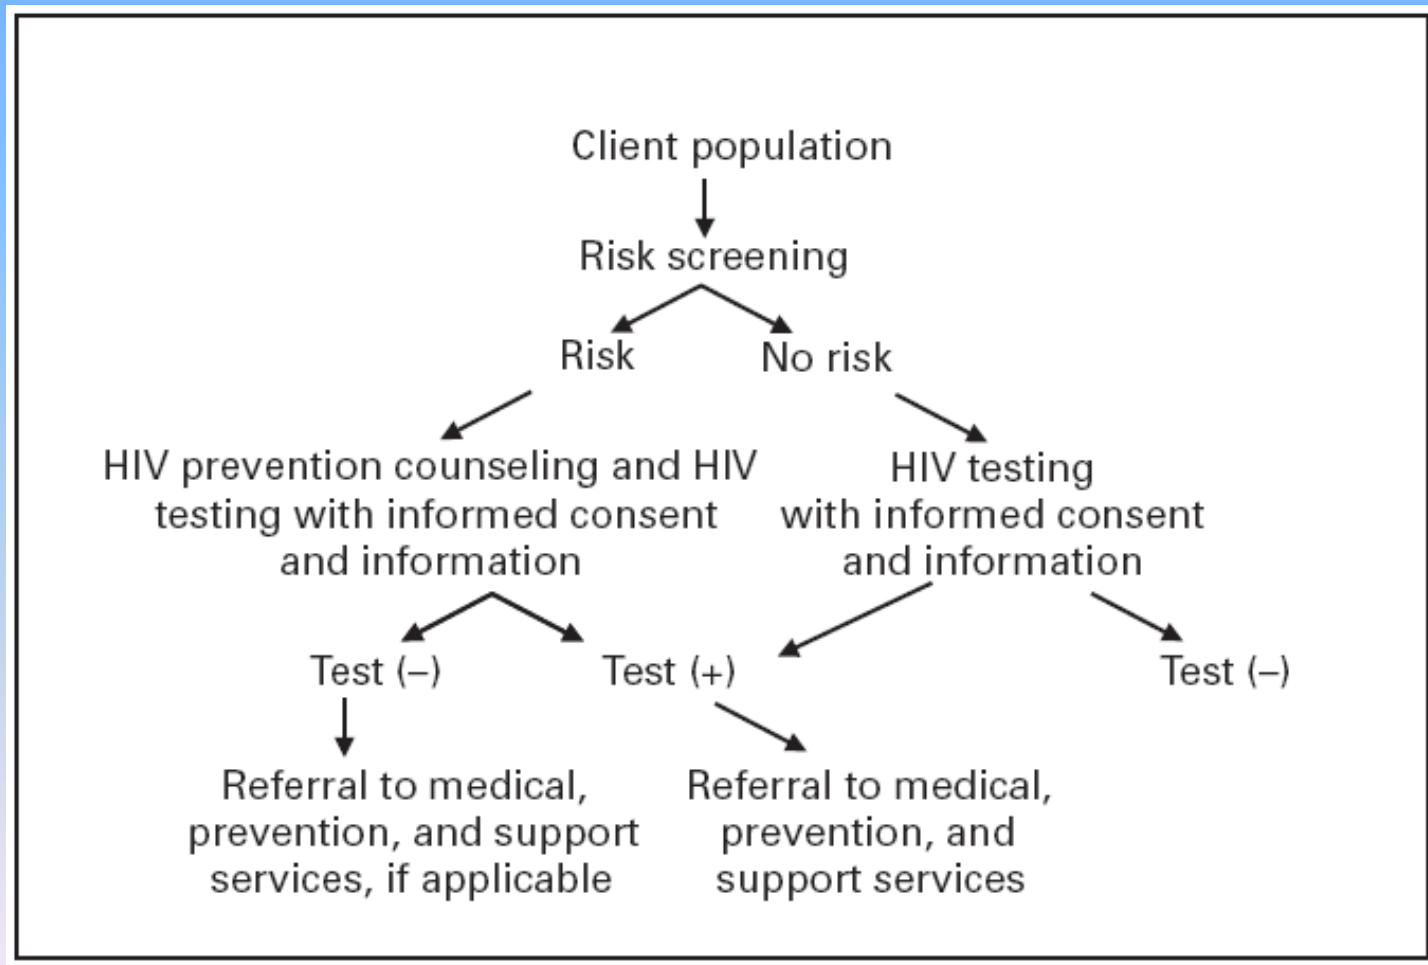 Client population
Risk screening
Risk
No risk
HIV prevention counseling and HIV
testing with informed consent
and information
HIV testing
with informed consent
and information
Test (–)
Test (+)
Test (–)
Referral to medical,
prevention, and support
services, if applicable
Referral to medical,
prevention, and
support services